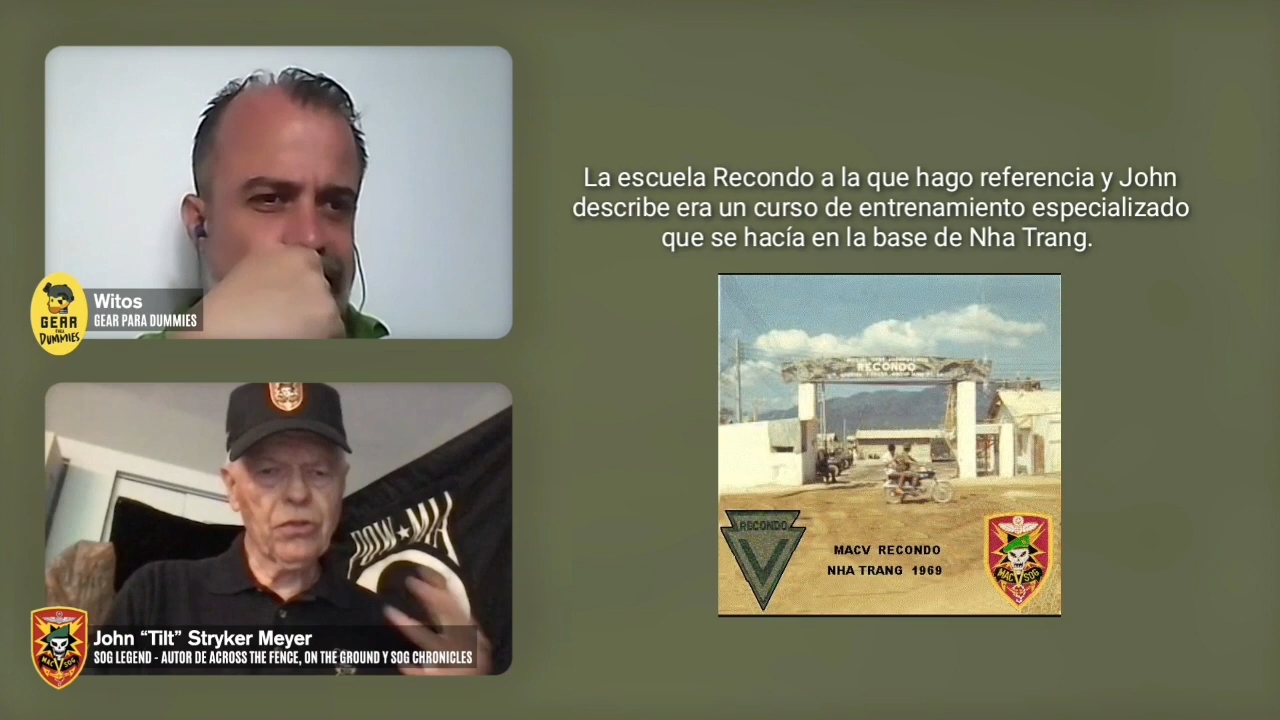 La escuela Recondo a la que hago referencia y John
describe era un curso de entrenamiento especializado
que se hacía en la base de Nha Trang.
Witos
GEAR PARA DUMMIES
GEAR
PARA
DUMMIES
POW★MIA
John “Tilt” Stryker Meyer
SOG LEGEND - AUTOR DE ACROSS THE FENCE, ON THE GROUND Y SOG CHRONICLES
MAC V SOG
RECONDO
RECONDO
V
MACV RECONDO
NHA TRANG 1969
MAC V SOG